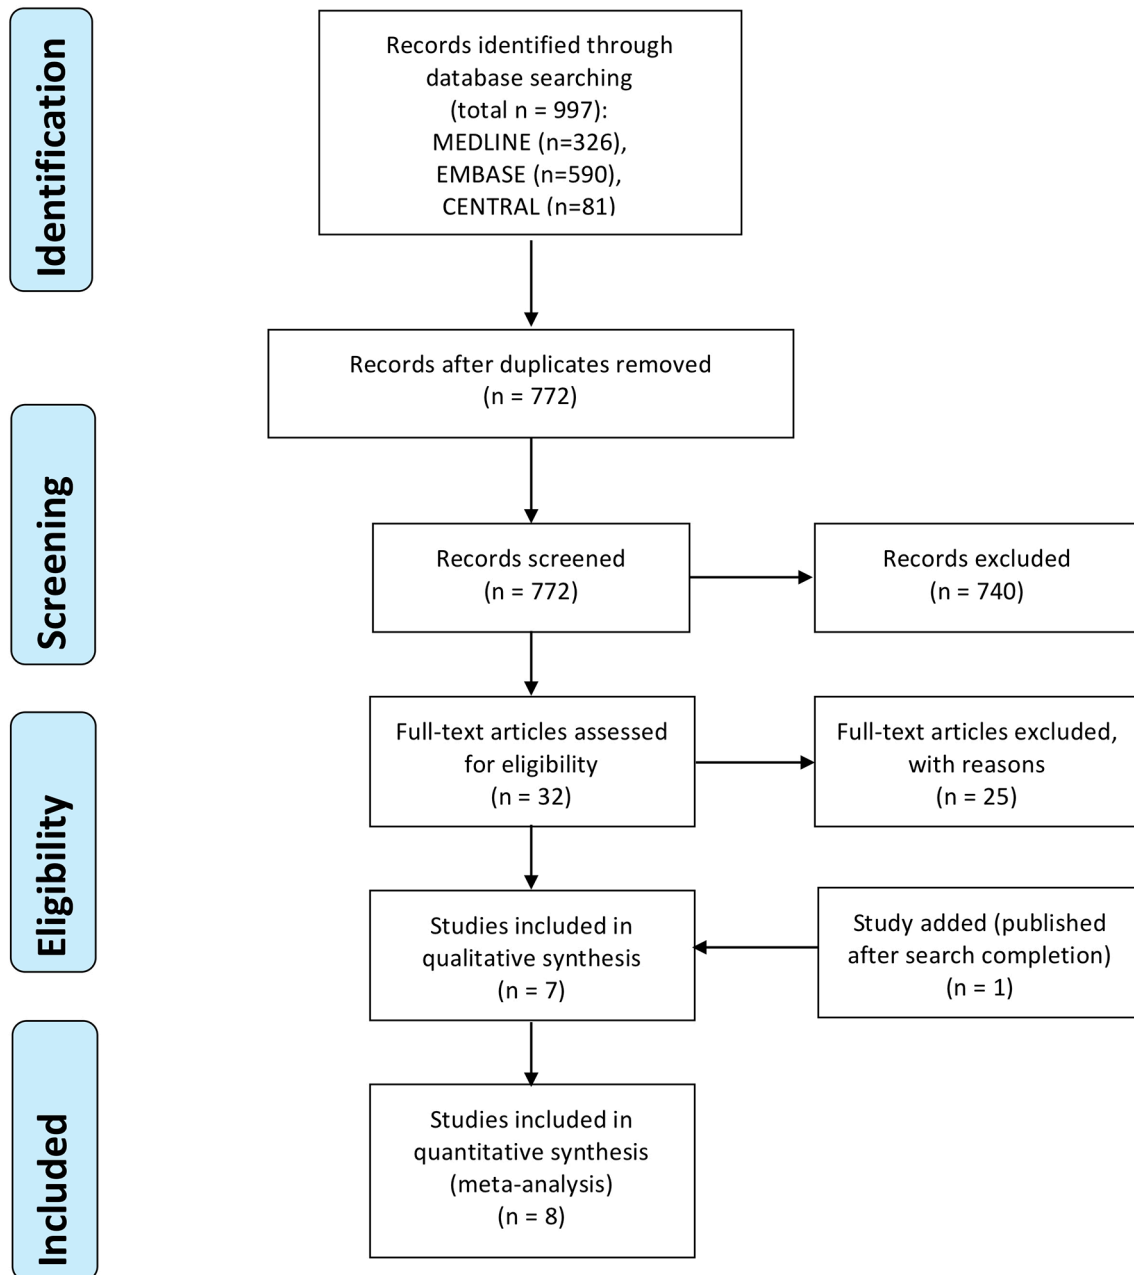 Identification
Records identified through
database searching
(total n = 997):
MEDLINE (n=326),
EMBASE (n=590),
CENTRAL (n=81)
Records after duplicates removed
(n = 772)
Screening
Records screened
(n = 772)
Records excluded
(n = 740)
Eligibility
Full-text articles assessed
for eligibility
(n = 32)
Full-text articles excluded,
with reasons
(n = 25)
Studies included in
qualitative synthesis
(n = 7)
Study added (published
after search completion)
(n = 1)
Included
Studies included in
quantitative synthesis
(meta-analysis)
(n = 8)